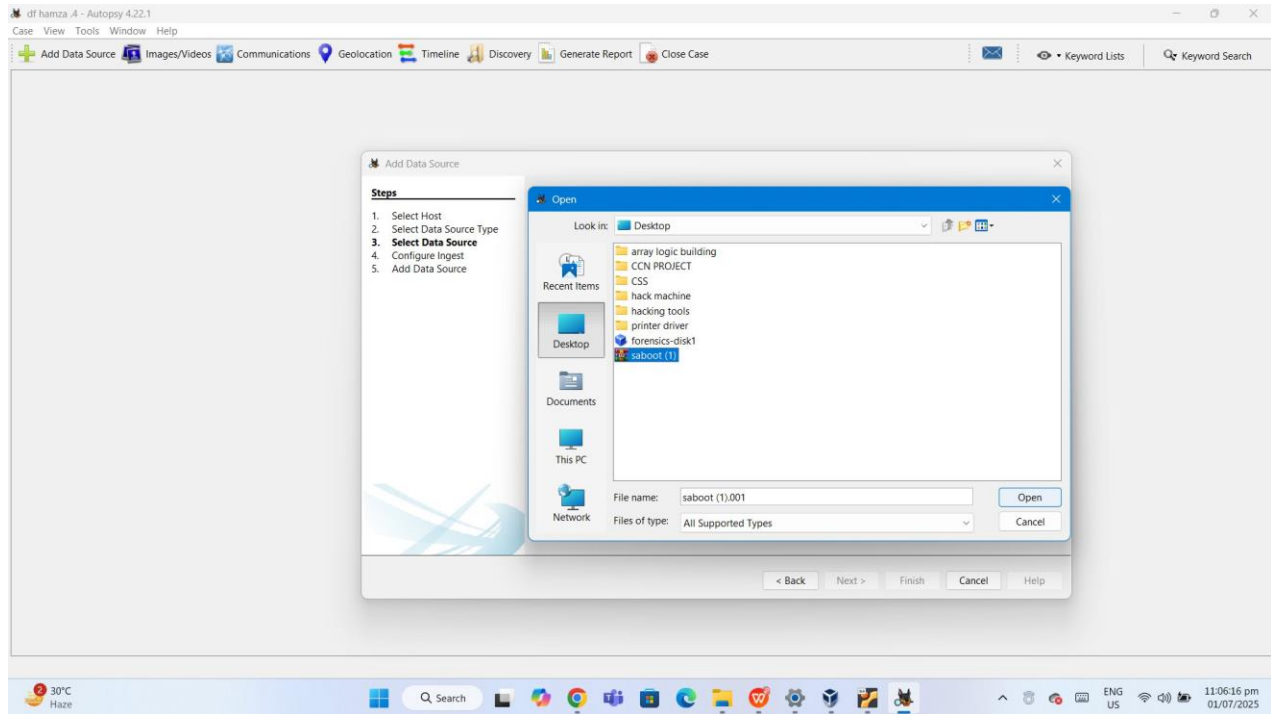 df hamza .4 - Autopsy 4.22.1
Case View Tools Window Help
Add Data Source Images/Videos Communications Geolocation Timeline Discovery Generate Report Close Case Keyword Lists Keyword Search
Add Data Source
Steps
1. Select Host
2. Select Data Source Type
3. Select Data Source
4. Configure Ingest
5. Add Data Source
Open
Look in: Desktop
Recent Items
Desktop
Documents
This PC
Network
array logic building
CCN PROJECT
CSS
hack machine
hacking tools
printer driver
forensics-disk1
saboot (1)
File name: saboot (1).001 Open
Files of type: All Supported Types Cancel
< Back Next > Finish Cancel Help
2 30°C
Haze
Search
ENG
US
11:06:16 pm
01/07/2025